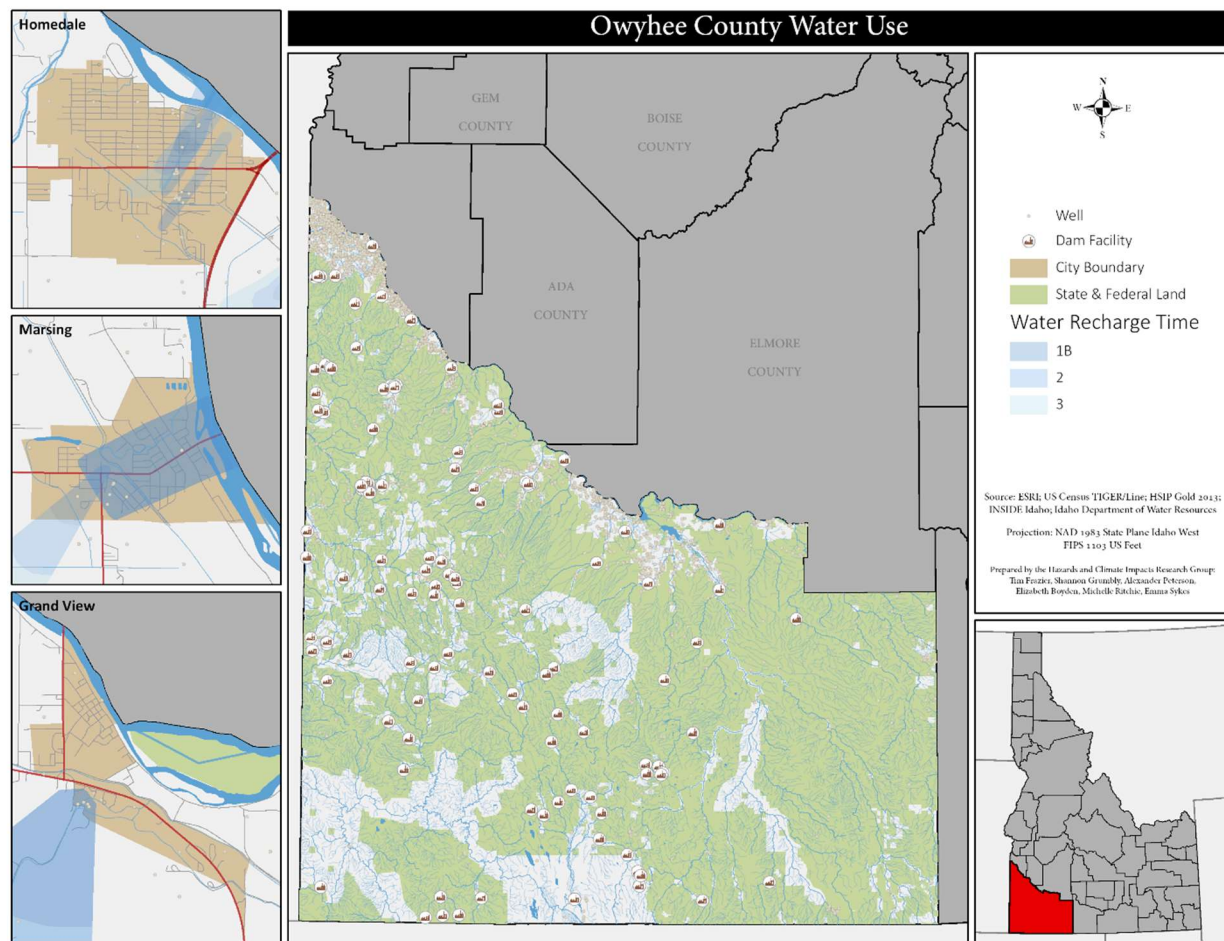 Owyhee County Water Use
Homedale
Marsing
Grand View
GEM
COUNTY
BOISE
COUNTY
ADA
COUNTY
ELMORE
COUNTY
N
W E
S
Well
Dam Facility
City Boundary
State & Federal Land
Water Recharge Time
1B
2
3
Source: ESRI; US Census TIGER/Line; HSIP Gold 2013;
INSIDE Idaho; Idaho Department of Water Resources
Projection: NAD 1983 State Plane Idaho West
FIPS 1103 US Feet
Prepared by the Hazards and Climate Impacts Research Group:
Tim Frazier, Shannon Grumbly, Alexander Peterson,
Elizabeth Boyden, Michelle Ritchie, Emma Sykes